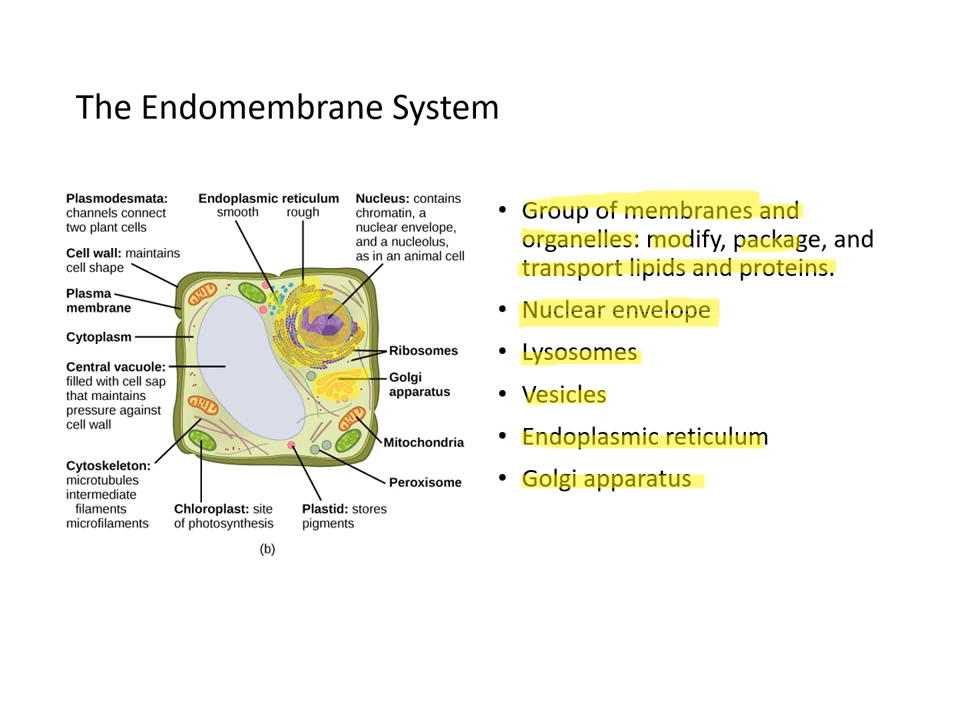 The Endomembrane System
Plasmodesmata:
channels connect
two plant cells
Cell wall: maintains
cell shape
Plasma
membrane
Cytoplasm
Central vacuole:
filled with cell sap
that maintains
pressure against
cell wall
Cytoskeleton:
microtubules
intermediate
filaments
microfilaments
Endoplasmic reticulum
smooth rough
Nucleus: contains
chromatin, a
nuclear envelope,
and a nucleolus,
as in an animal cell
Ribosomes
Golgi
apparatus
Mitochondria
Peroxisome
Chloroplast: site
of photosynthesis
Plastid: stores
pigments
(b)
• Group of membranes and
organelles: modify, package, and
transport lipids and proteins.
• Nuclear envelope
• Lysosomes
• Vesicles
• Endoplasmic reticulum
• Golgi apparatus